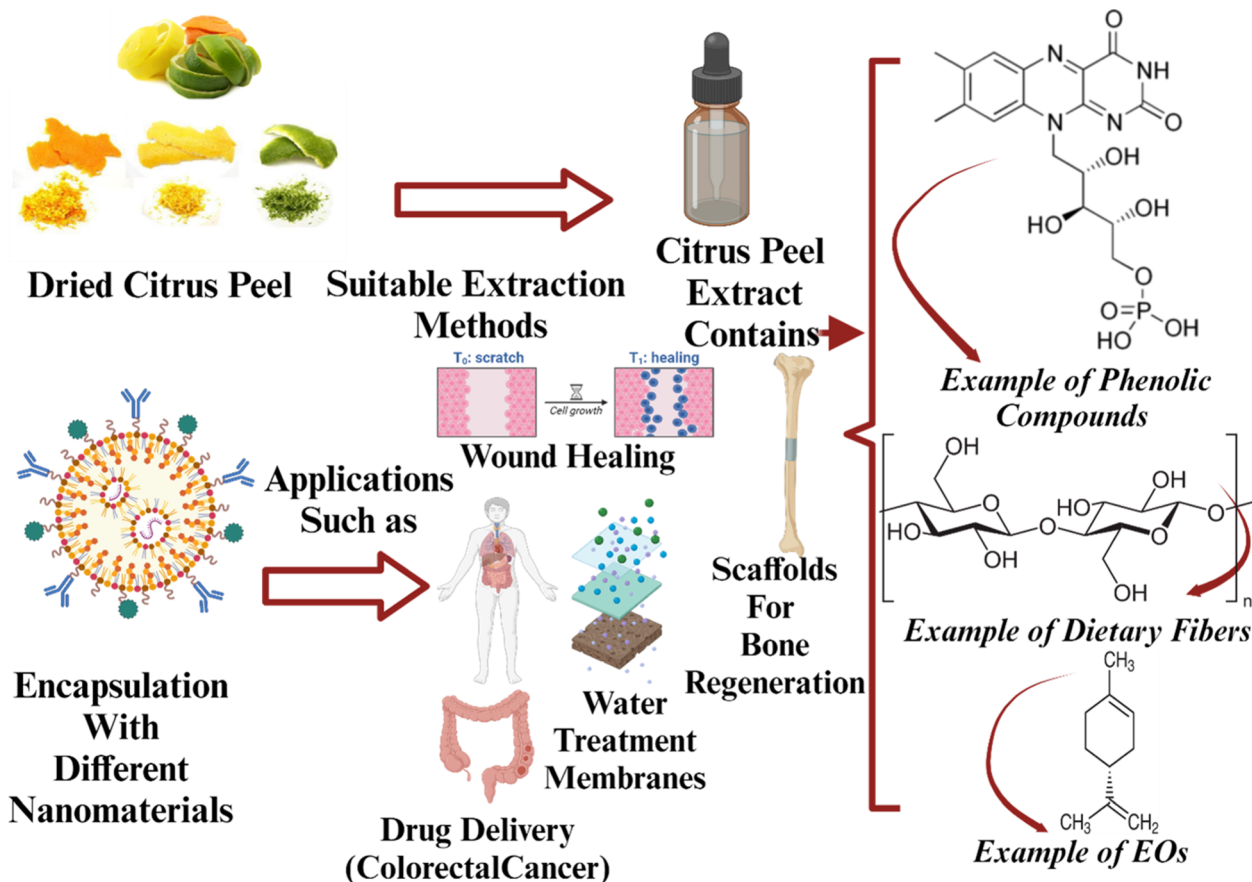 Dried Citrus Peel
Suitable Extraction
Methods
Citrus Peel
Extract
Contains
O
N
NH
N
N
O
OH
HO
OH
O
O=P
HO
OH
Example of Phenolic
Compounds
T₀: scratch
T₁: healing
Cell growth
Wound Healing
OH
O
HO
OH
O
HO
OH
O
O
OH
n
Example of Dietary Fibers
CH₃
CH₃
CH₂
Example of EOs
Encapsulation
With
Different
Nanomaterials
Applications
Such as
Drug Delivery
(ColorectalCancer)
Water
Treatment
Membranes
Scaffolds
For
Bone
Regeneration